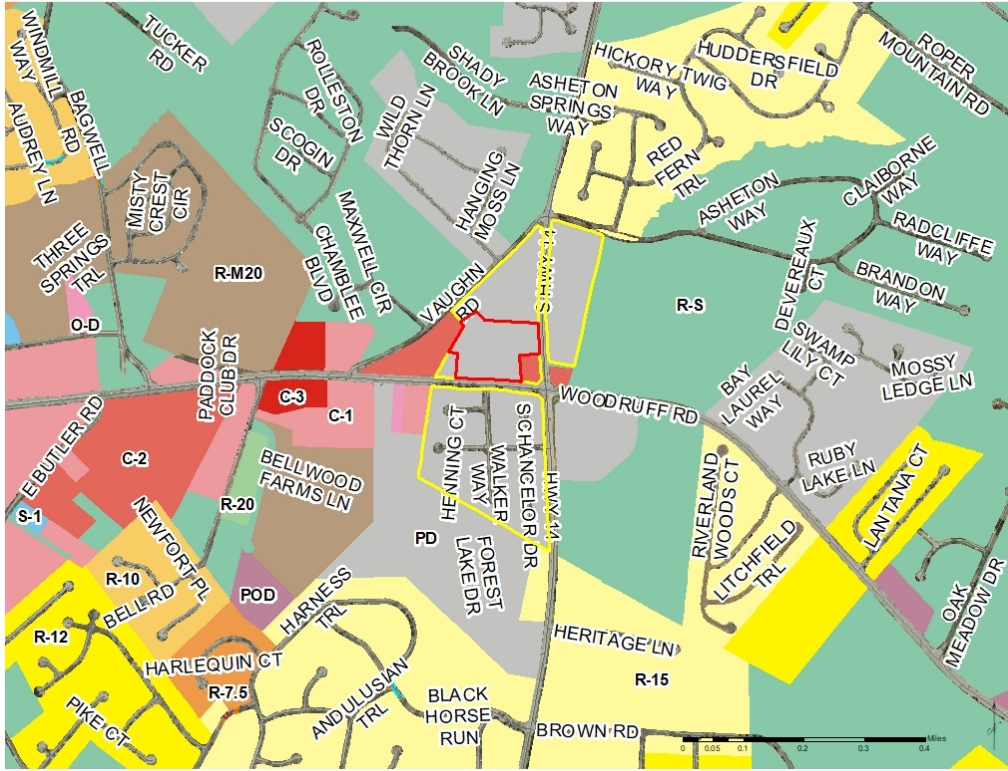 WINDMILL
WAY
TUCKER
RD
ROLLESTON
DR
SHADY
BROOK LN
HICKORY TWIG
WAY
HUDDERSFIELD
DR
ROPER
MOUNTAIN RD
AUDREY LN
BAGWELL
RD
SCOGIN
DR
WILD
THORN LN
ASHETON
SPRINGS
WAY
RED
FERN
TRL
MISTY
CREST
CIR
HANGING
MOSS LN
ASHETON
WAY
CLAIBORNE
WAY
RADCLIFFE
WAY
THREE
SPRINGS
TRL
R-M20
MAXWELL CIR
CHAMBLEE
BLVD
VAUGHN
RD
S HWY 14
R-S
DEVEREAUX
CT
BRANDON
WAY
O-D
SWAMP
LILY CT
MOSSY
LEDGE LN
PADDOCK
CLUB DR
C-3
C-1
WOODRUFF RD
BAY
LAUREL
WAY
E BUTLER RD
C-2
BELLWOOD
FARMS LN
HENNING CT
WALKER
WAY
S CHANCELOR DR
HWY 14
RUBY
LAKE LN
LANTANA CT
R-20
S-1
NEWFORT PL
PD
RIVERLAND
WOODS CT
LITCHFIELD
TRL
R-10
BELL RD
POD
HARNESS
TRL
FOREST
LAKE DR
OAK
MEADOW DR
R-12
HARLEQUIN CT
HERITAGE LN
R-7.5
R-15
PIKE CT
ANDULUSIAN
TRL
BLACK
HORSE
RUN
BROWN RD
Miles
0 0.05 0.1 0.2 0.3 0.4